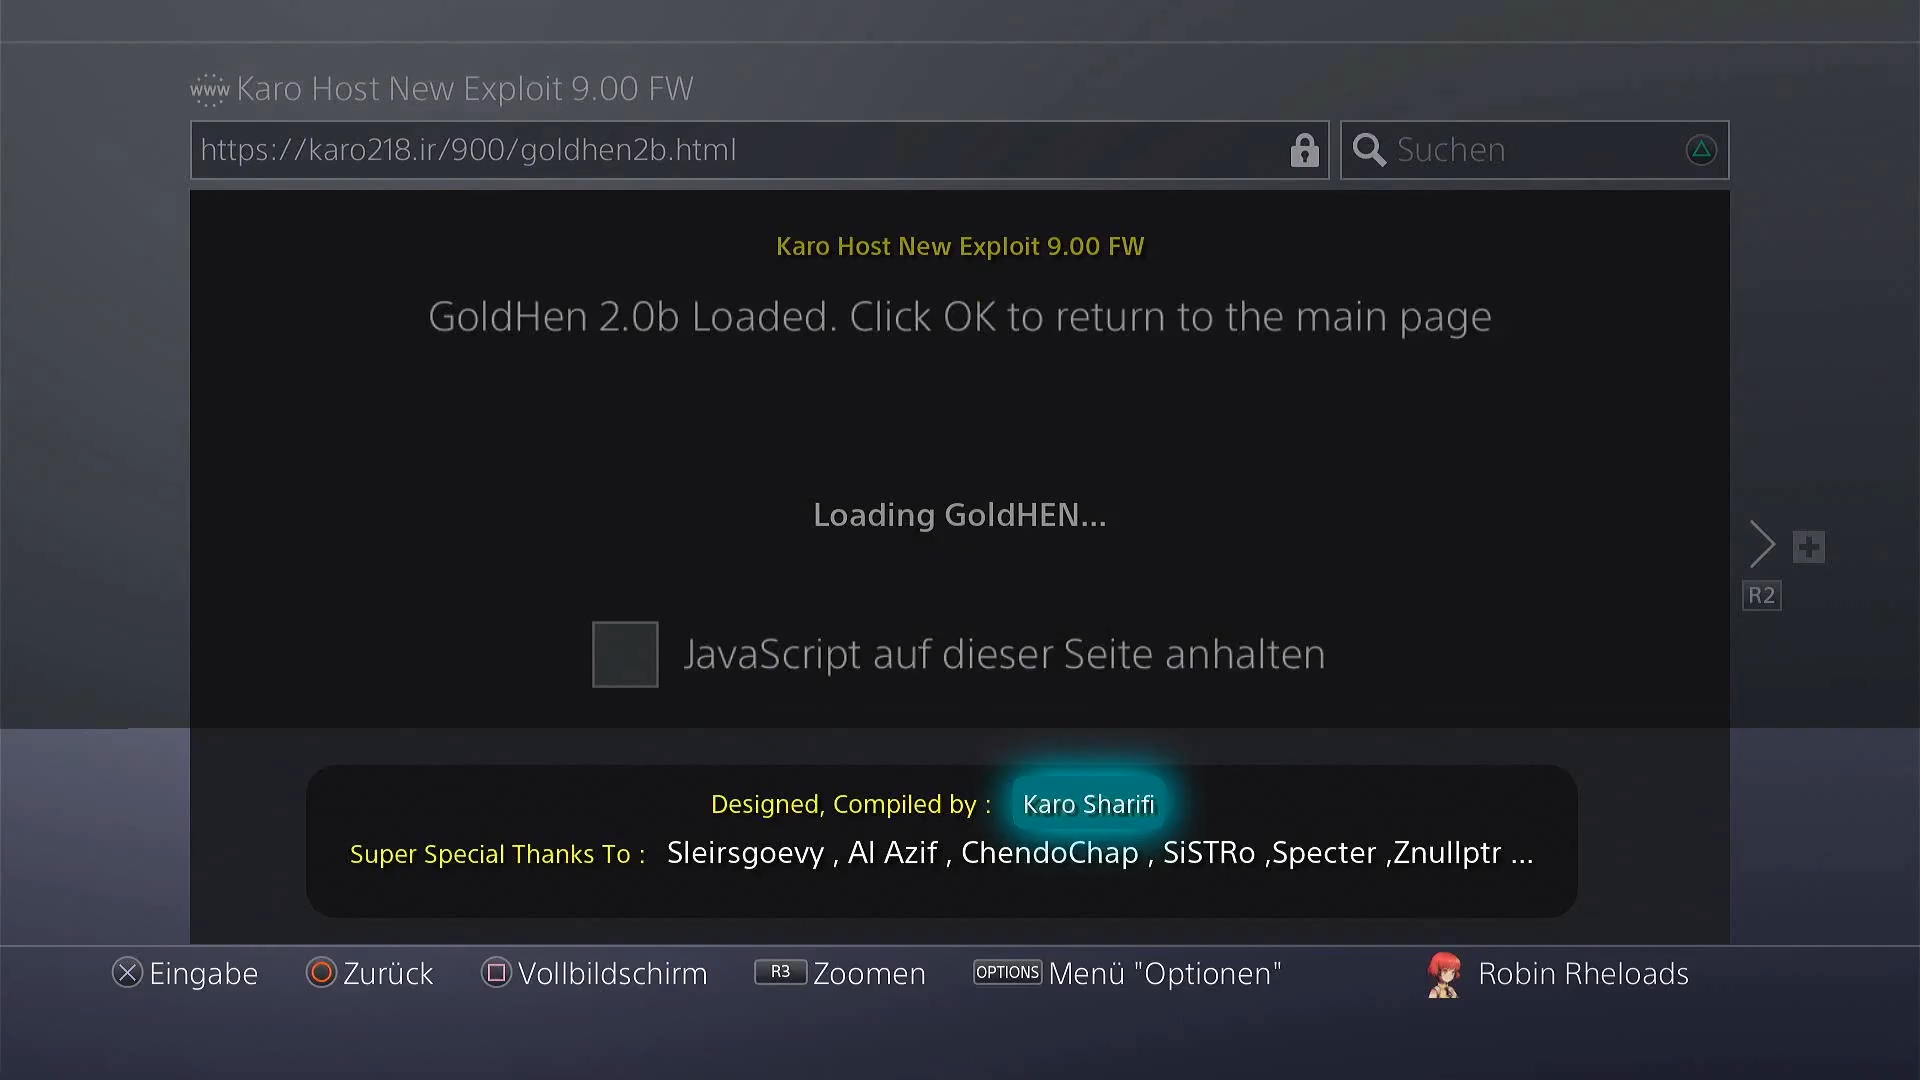 www Karo Host New Exploit 9.00 FW
https://karo218.ir/900/goldhen2b.html
Suchen
Karo Host New Exploit 9.00 FW
GoldHen 2.0b Loaded. Click OK to return to the main page
Loading GoldHEN...
R2
JavaScript auf dieser Seite anhalten
Designed, Compiled by : Karo Sharifi
Super Special Thanks To : Sleirsgoevy , Al Azif , ChendoChap , SiSTRo ,Specter ,Znullptr ...
Eingabe Zurück Vollbildschirm R3 Zoomen OPTIONS Menü "Optionen" Robin Rheloads